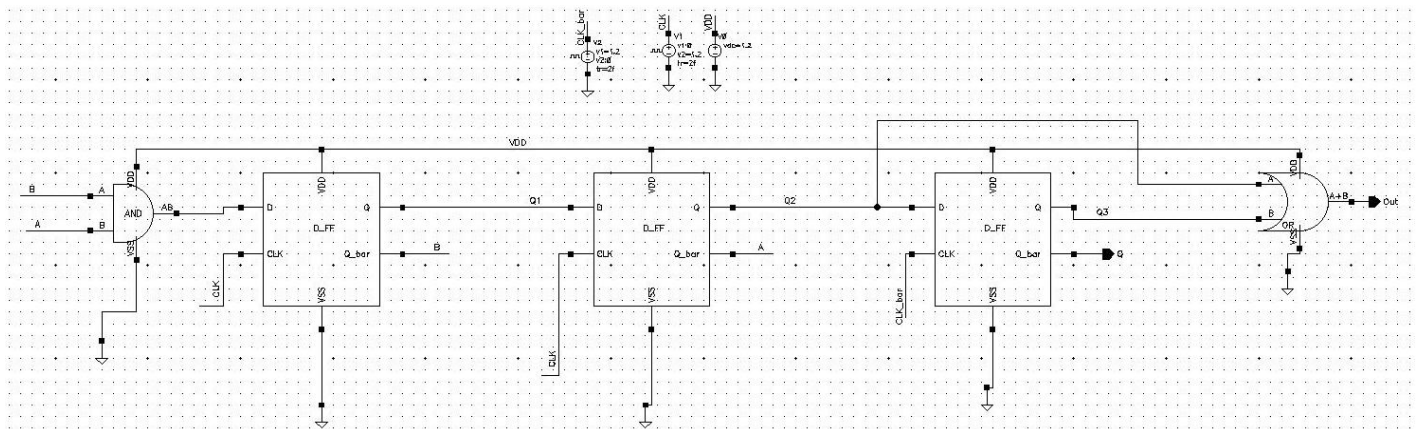 CLK_bar
V2
v1=1.2
v2:0
tr=2f
CLK
V1
v1:0
v2=1.2
tr=2f
VDD
V0
vdc=1.2
VDD
B
A
A
B
VDD
AND
VSS
AB
VDD
D
Q
D_FF
CLK
Q_bar
VSS
Q1
B
CLK
VDD
D
Q
D_FF
CLK
Q_bar
VSS
Q2
A
CLK
VDD
D
Q
D_FF
CLK
Q_bar
VSS
CLK_bar
Q3
Q
VDD
A
B
OR
VSS
A+B
Out